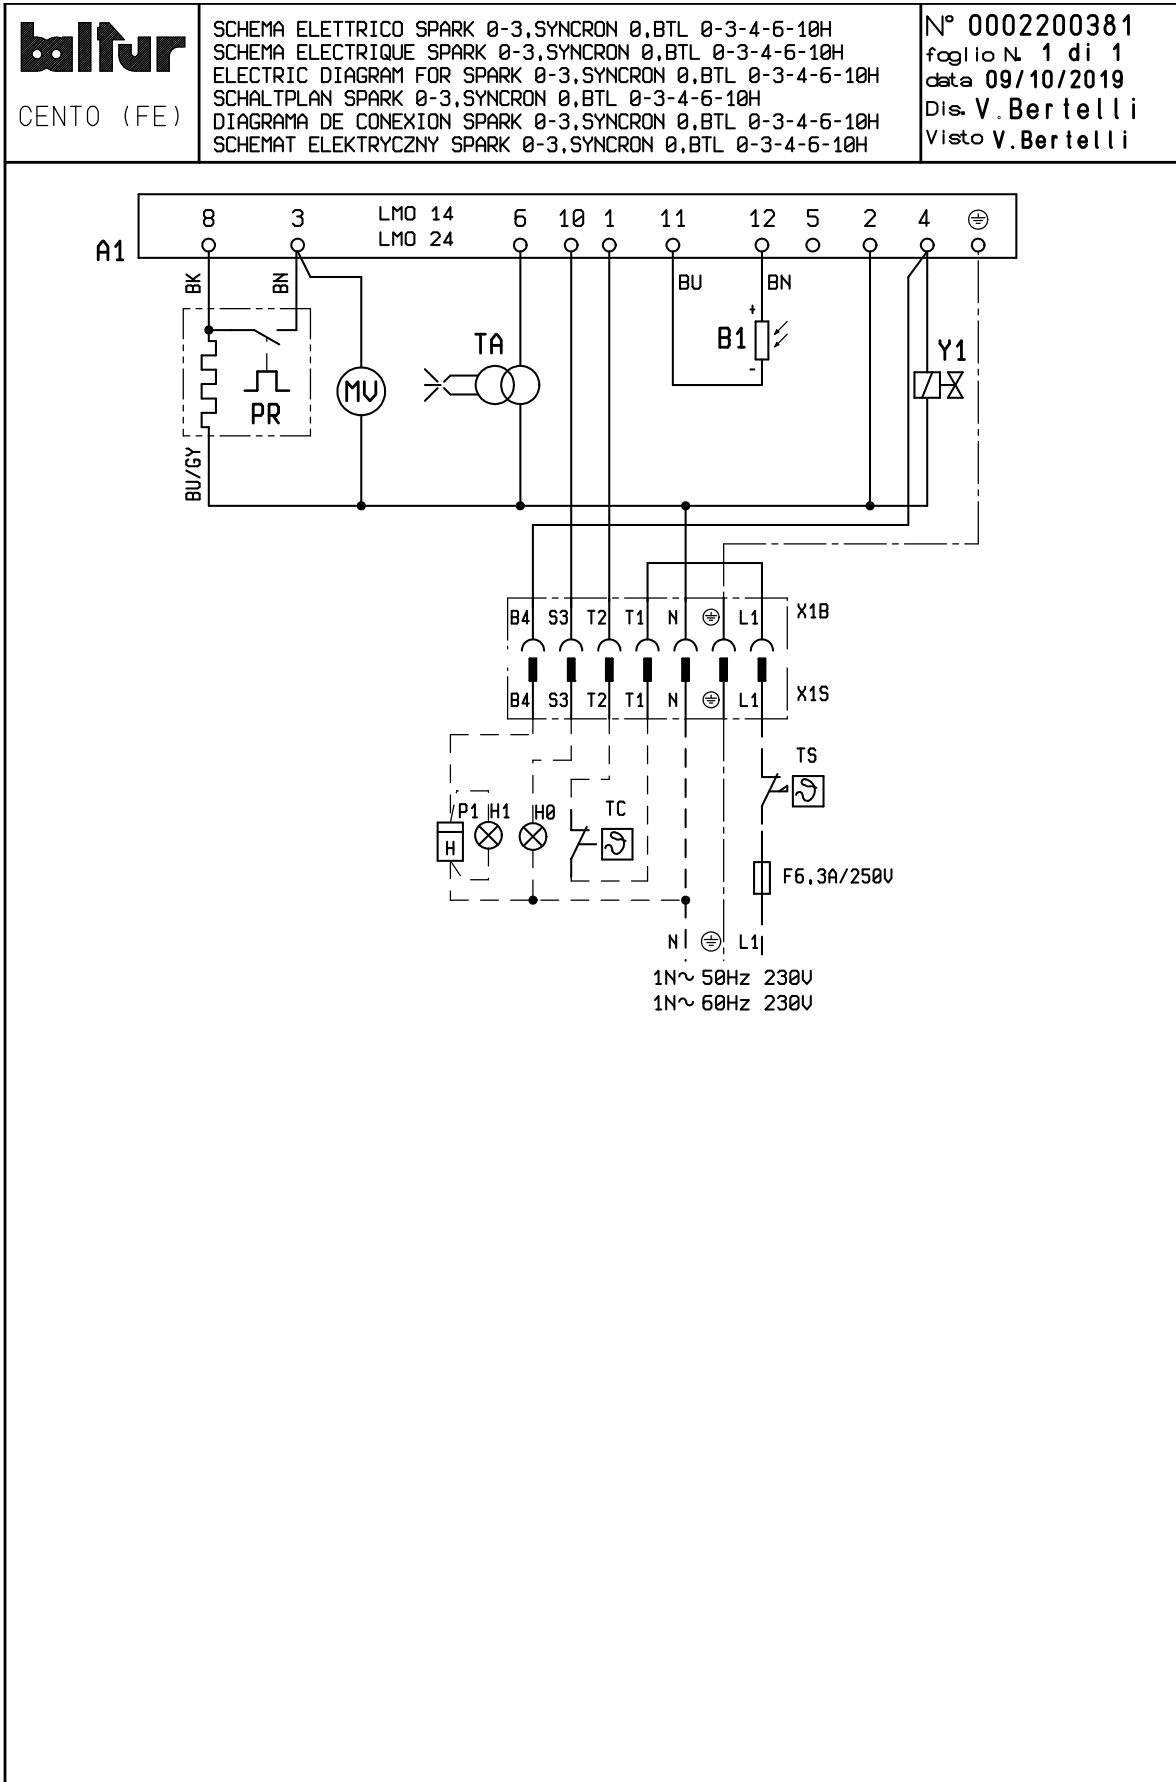 baltur
CENTO (FE)
SCHEMA ELETTRICO SPARK 0-3,SYNCRON 0,BTL 0-3-4-6-10H
SCHEMA ELECTRIQUE SPARK 0-3,SYNCRON 0,BTL 0-3-4-6-10H
ELECTRIC DIAGRAM FOR SPARK 0-3,SYNCRON 0,BTL 0-3-4-6-10H
SCHALTPLAN SPARK 0-3,SYNCRON 0,BTL 0-3-4-6-10H
DIAGRAMA DE CONEXION SPARK 0-3,SYNCRON 0,BTL 0-3-4-6-10H
SCHEMAT ELEKTRYCZNY SPARK 0-3,SYNCRON 0,BTL 0-3-4-6-10H
N° 0002200381
foglio N. 1 di 1
data 09/10/2019
Dis. V.Bertelli
Visto V.Bertelli
8 3 LMO 14 6 10 1 11 12 5 2 4
LMO 24
A1
BK BN BU BN
+
TA B1 Y1
-
MV
PR
BU/GY
B4 S3 T2 T1 N L1 X1B
B4 S3 T2 T1 N L1 X1S
TS
P1 H1 H0 TC
H
F6,3A/250V
N L1
1N~ 50Hz 230V
1N~ 60Hz 230V